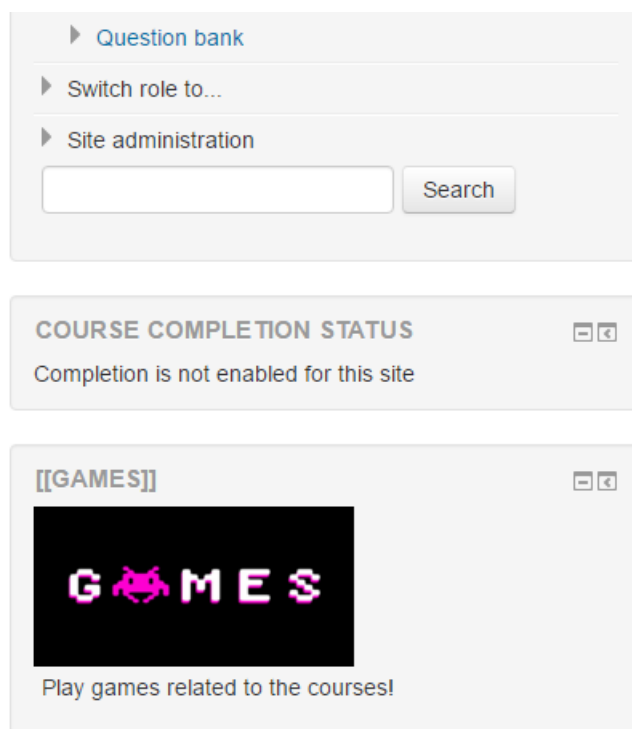 Question bank
Switch role to...
Site administration
Search
COURSE COMPLETION STATUS
Completion is not enabled for this site
[[GAMES]]
GAMES
Play games related to the courses!